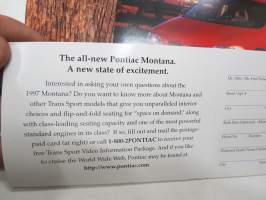 The all-new Pontiac Montana.
A new state of excitement.
Interested in asking your own questions about the
1997 Montana? Do you want to know more about Montana and
other Trans Sport models that give you unparalleled interior
choices and flip-and-fold seating for "space on demand," along
with class-leading seating capacity and one of the most powerful
standard engines in its class? If so, fill out and mail the postage-
paid card (at right) or call 1-800-2PONTIAC to receive your
free Trans Sport Video Information Package. And if you like
to cruise the World Wide Web, Pontiac may be found at
http://www.pontiac.com